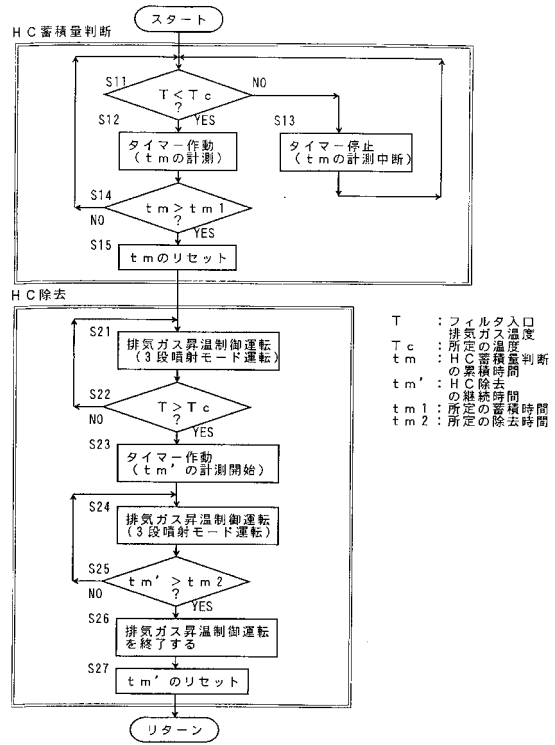 スタート
HC蓄積量判断
S11
T<Tc
?
NO
YES
S12
タイマー作動
(tmの計測)
S13
タイマー停止
(tmの計測中断)
S14
tm>tm1
?
NO
YES
S15
tmのリセット
HC除去
S21
排気ガス昇温制御運転
(3段噴射モード運転)
S22
T>Tc
?
NO
YES
S23
タイマー作動
(tm'の計測開始)
S24
排気ガス昇温制御運転
(3段噴射モード運転)
S25
tm'>tm2
?
NO
YES
S26
排気ガス昇温制御運転
を終了する
S27
tm'のリセット
リターン
T :フィルタ入口
排気ガス温度
Tc :所定の温度
tm :HC蓄積量判断
の累積時間
tm' :HC除去
の継続時間
tm1:所定の蓄積時間
tm2:所定の除去時間